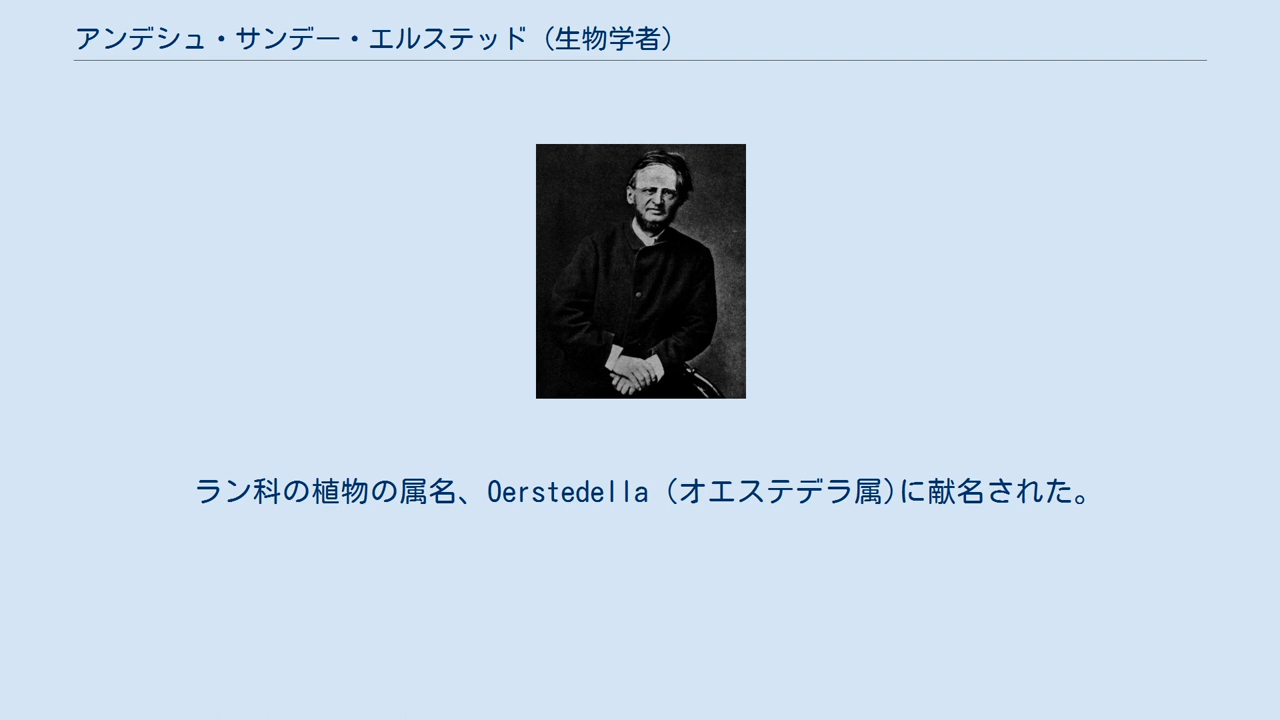 アンデシュ・サンデー・エルステッド（生物学者）
ラン科の植物の属名、Oerstedella（オエステデラ属)に献名された。